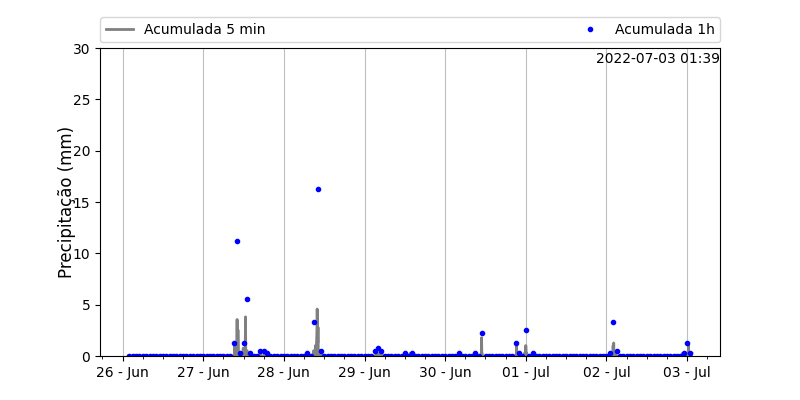 Acumulada 5 min
Acumulada 1h
2022-07-03 01:39
Precipitação (mm)
30
25
20
15
10
5
0
26 - Jun
27 - Jun
28 - Jun
29 - Jun
30 - Jun
01 - Jul
02 - Jul
03 - Jul